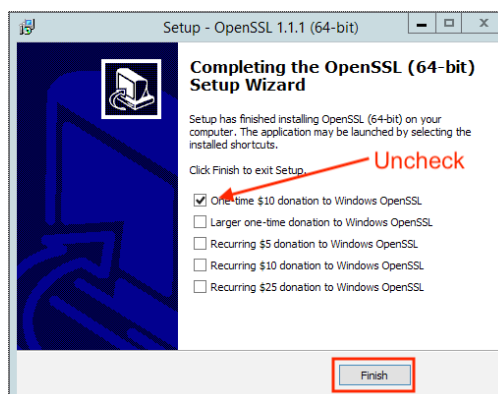 Setup - OpenSSL 1.1.1 (64-bit)
Completing the OpenSSL (64-bit)
Setup Wizard
Setup has finished installing OpenSSL (64-bit) on your
computer. The application may be launched by selecting the
installed shortcuts.
Click Finish to exit Setup.
Uncheck
One-time $10 donation to Windows OpenSSL
Larger one-time donation to Windows OpenSSL
Recurring $5 donation to Windows OpenSSL
Recurring $10 donation to Windows OpenSSL
Recurring $25 donation to Windows OpenSSL
Finish